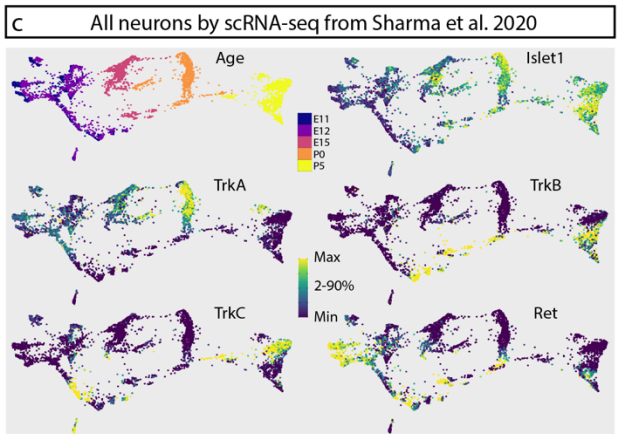 C All neurons by scRNA-seq from Sharma et al. 2020
Age
Islet1
E11
E12
E15
P0
P5
TrkA
TrkB
Max
2-90%
Min
TrkC
Ret